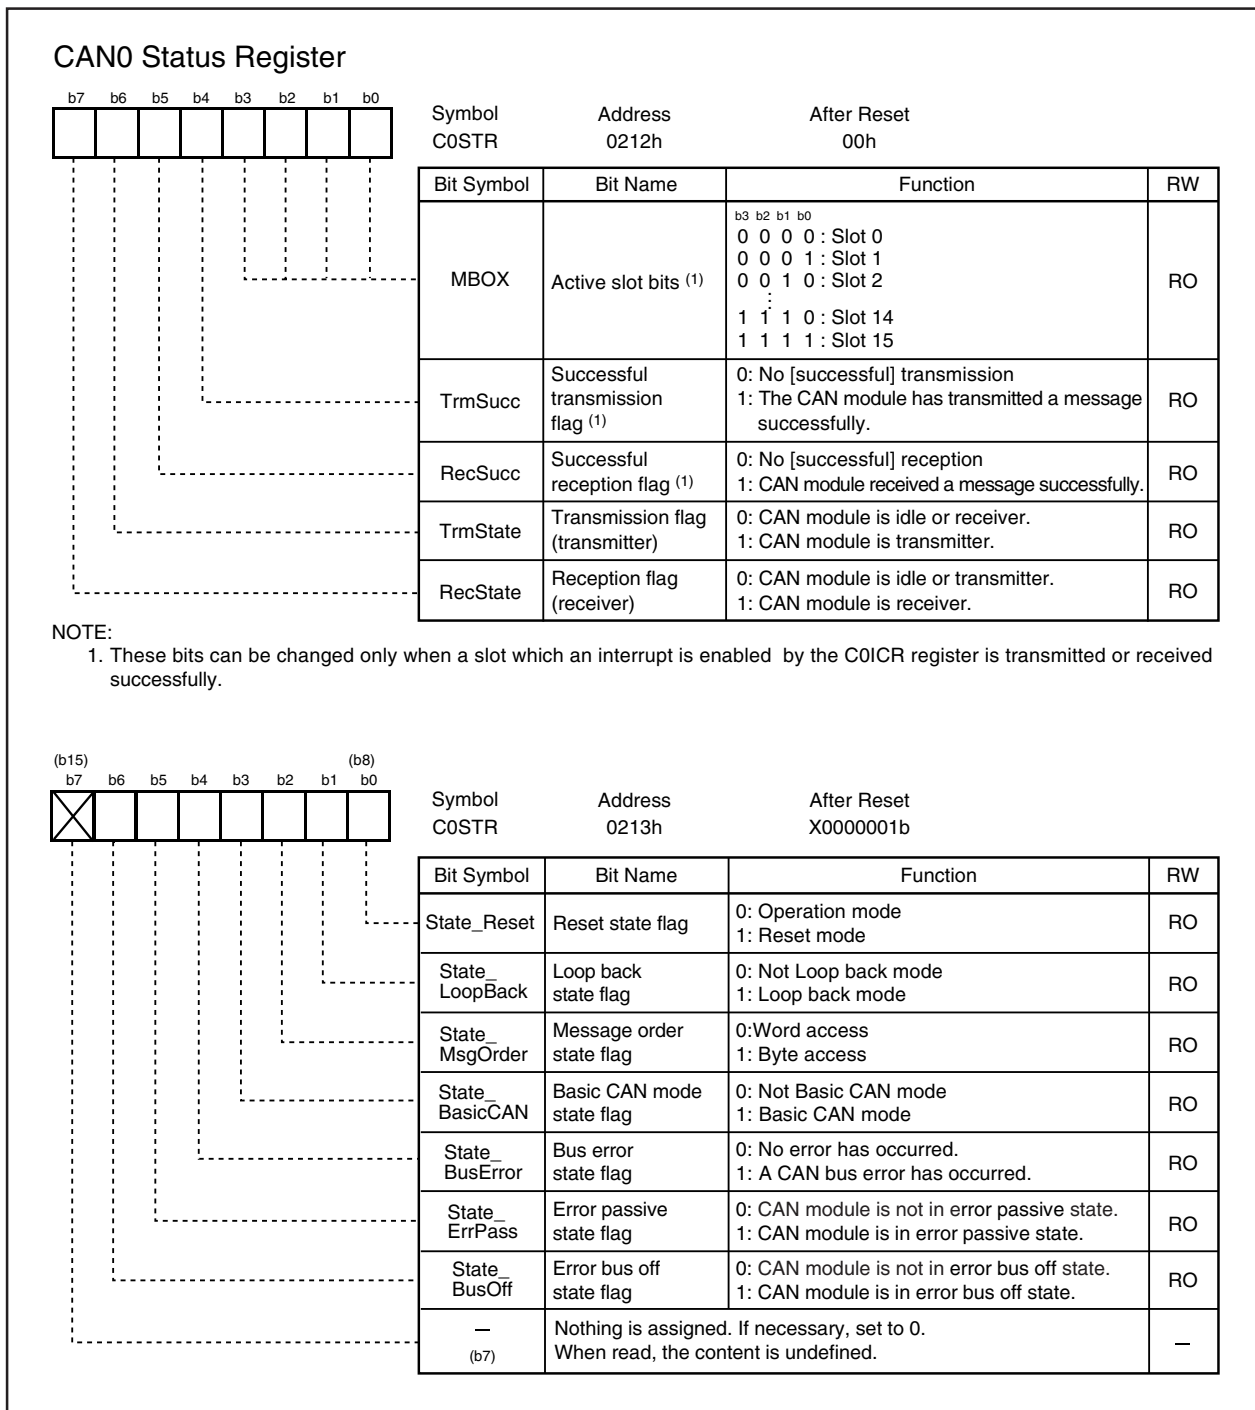 CAN0 Status Register
b7 b6 b5 b4 b3 b2 b1 b0
Symbol Address After Reset
C0STR 0212h 00h
Bit Symbol Bit Name Function RW
MBOX Active slot bits (1) RO
b3 b2 b1 b0
0 0 0 0 : Slot 0
0 0 0 1 : Slot 1
0 0 1 0 : Slot 2
:
1 1 1 0 : Slot 14
1 1 1 1 : Slot 15
TrmSucc
Successful
transmission
flag (1)
0: No [successful] transmission
1: The CAN module has transmitted a message
successfully.
RO
RecSucc
Successful
reception flag (1)
0: No [successful] reception
1: CAN module received a message successfully.
RO
TrmState
Transmission flag
(transmitter)
0: CAN module is idle or receiver.
1: CAN module is transmitter.
RO
RecState
Reception flag
(receiver)
0: CAN module is idle or transmitter.
1: CAN module is receiver.
RO
NOTE:
1. These bits can be changed only when a slot which an interrupt is enabled by the C0ICR register is transmitted or received
successfully.
(b15) (b8)
b7 b6 b5 b4 b3 b2 b1 b0
Symbol Address After Reset
C0STR 0213h X0000001b
Bit Symbol Bit Name Function RW
State_Reset
Reset state flag
0: Operation mode
1: Reset mode
RO
State_
LoopBack
Loop back
state flag
0: Not Loop back mode
1: Loop back mode
RO
State_
MsgOrder
Message order
state flag
0:Word access
1: Byte access
RO
State_
BasicCAN
Basic CAN mode
state flag
0: Not Basic CAN mode
1: Basic CAN mode
RO
State_
BusError
Bus error
state flag
0: No error has occurred.
1: A CAN bus error has occurred.
RO
State_
ErrPass
Error passive
state flag
0: CAN module is not in error passive state.
1: CAN module is in error passive state.
RO
State_
BusOff
Error bus off
state flag
0: CAN module is not in error bus off state.
1: CAN module is in error bus off state.
RO
—
(b7)
Nothing is assigned. If necessary, set to 0.
When read, the content is undefined.
—